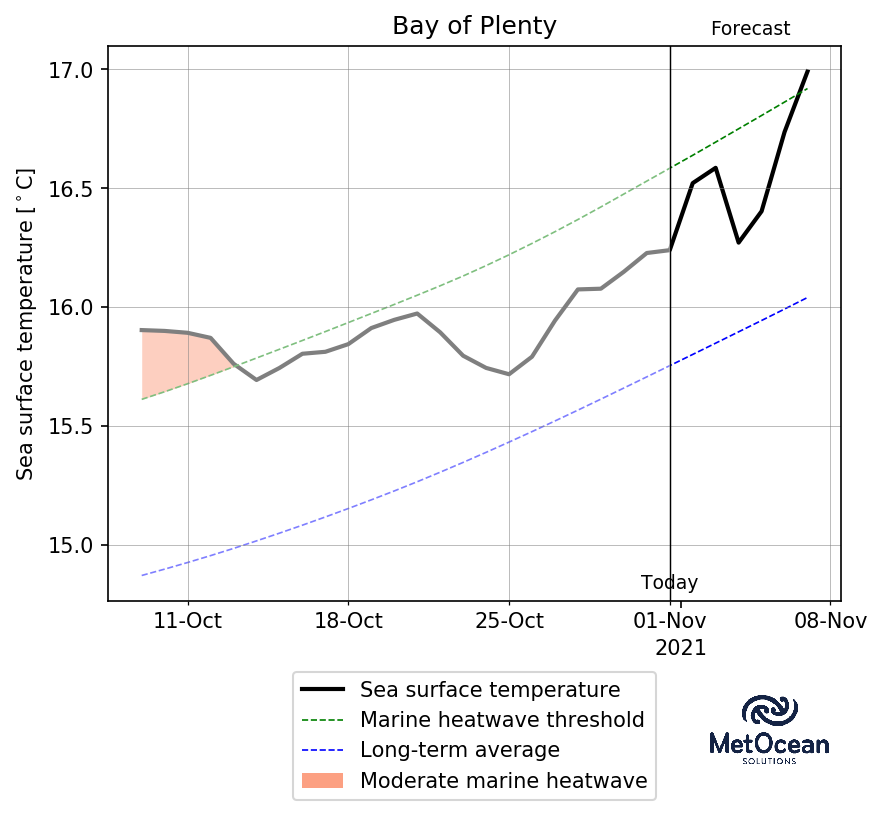 Bay of Plenty
Forecast
Sea surface temperature [°C]
17.0
16.5
16.0
15.5
15.0
Today
11-Oct 18-Oct 25-Oct 01-Nov 08-Nov
2021
Sea surface temperature
Marine heatwave threshold
Long-term average
Moderate marine heatwave
MetOcean
SOLUTIONS